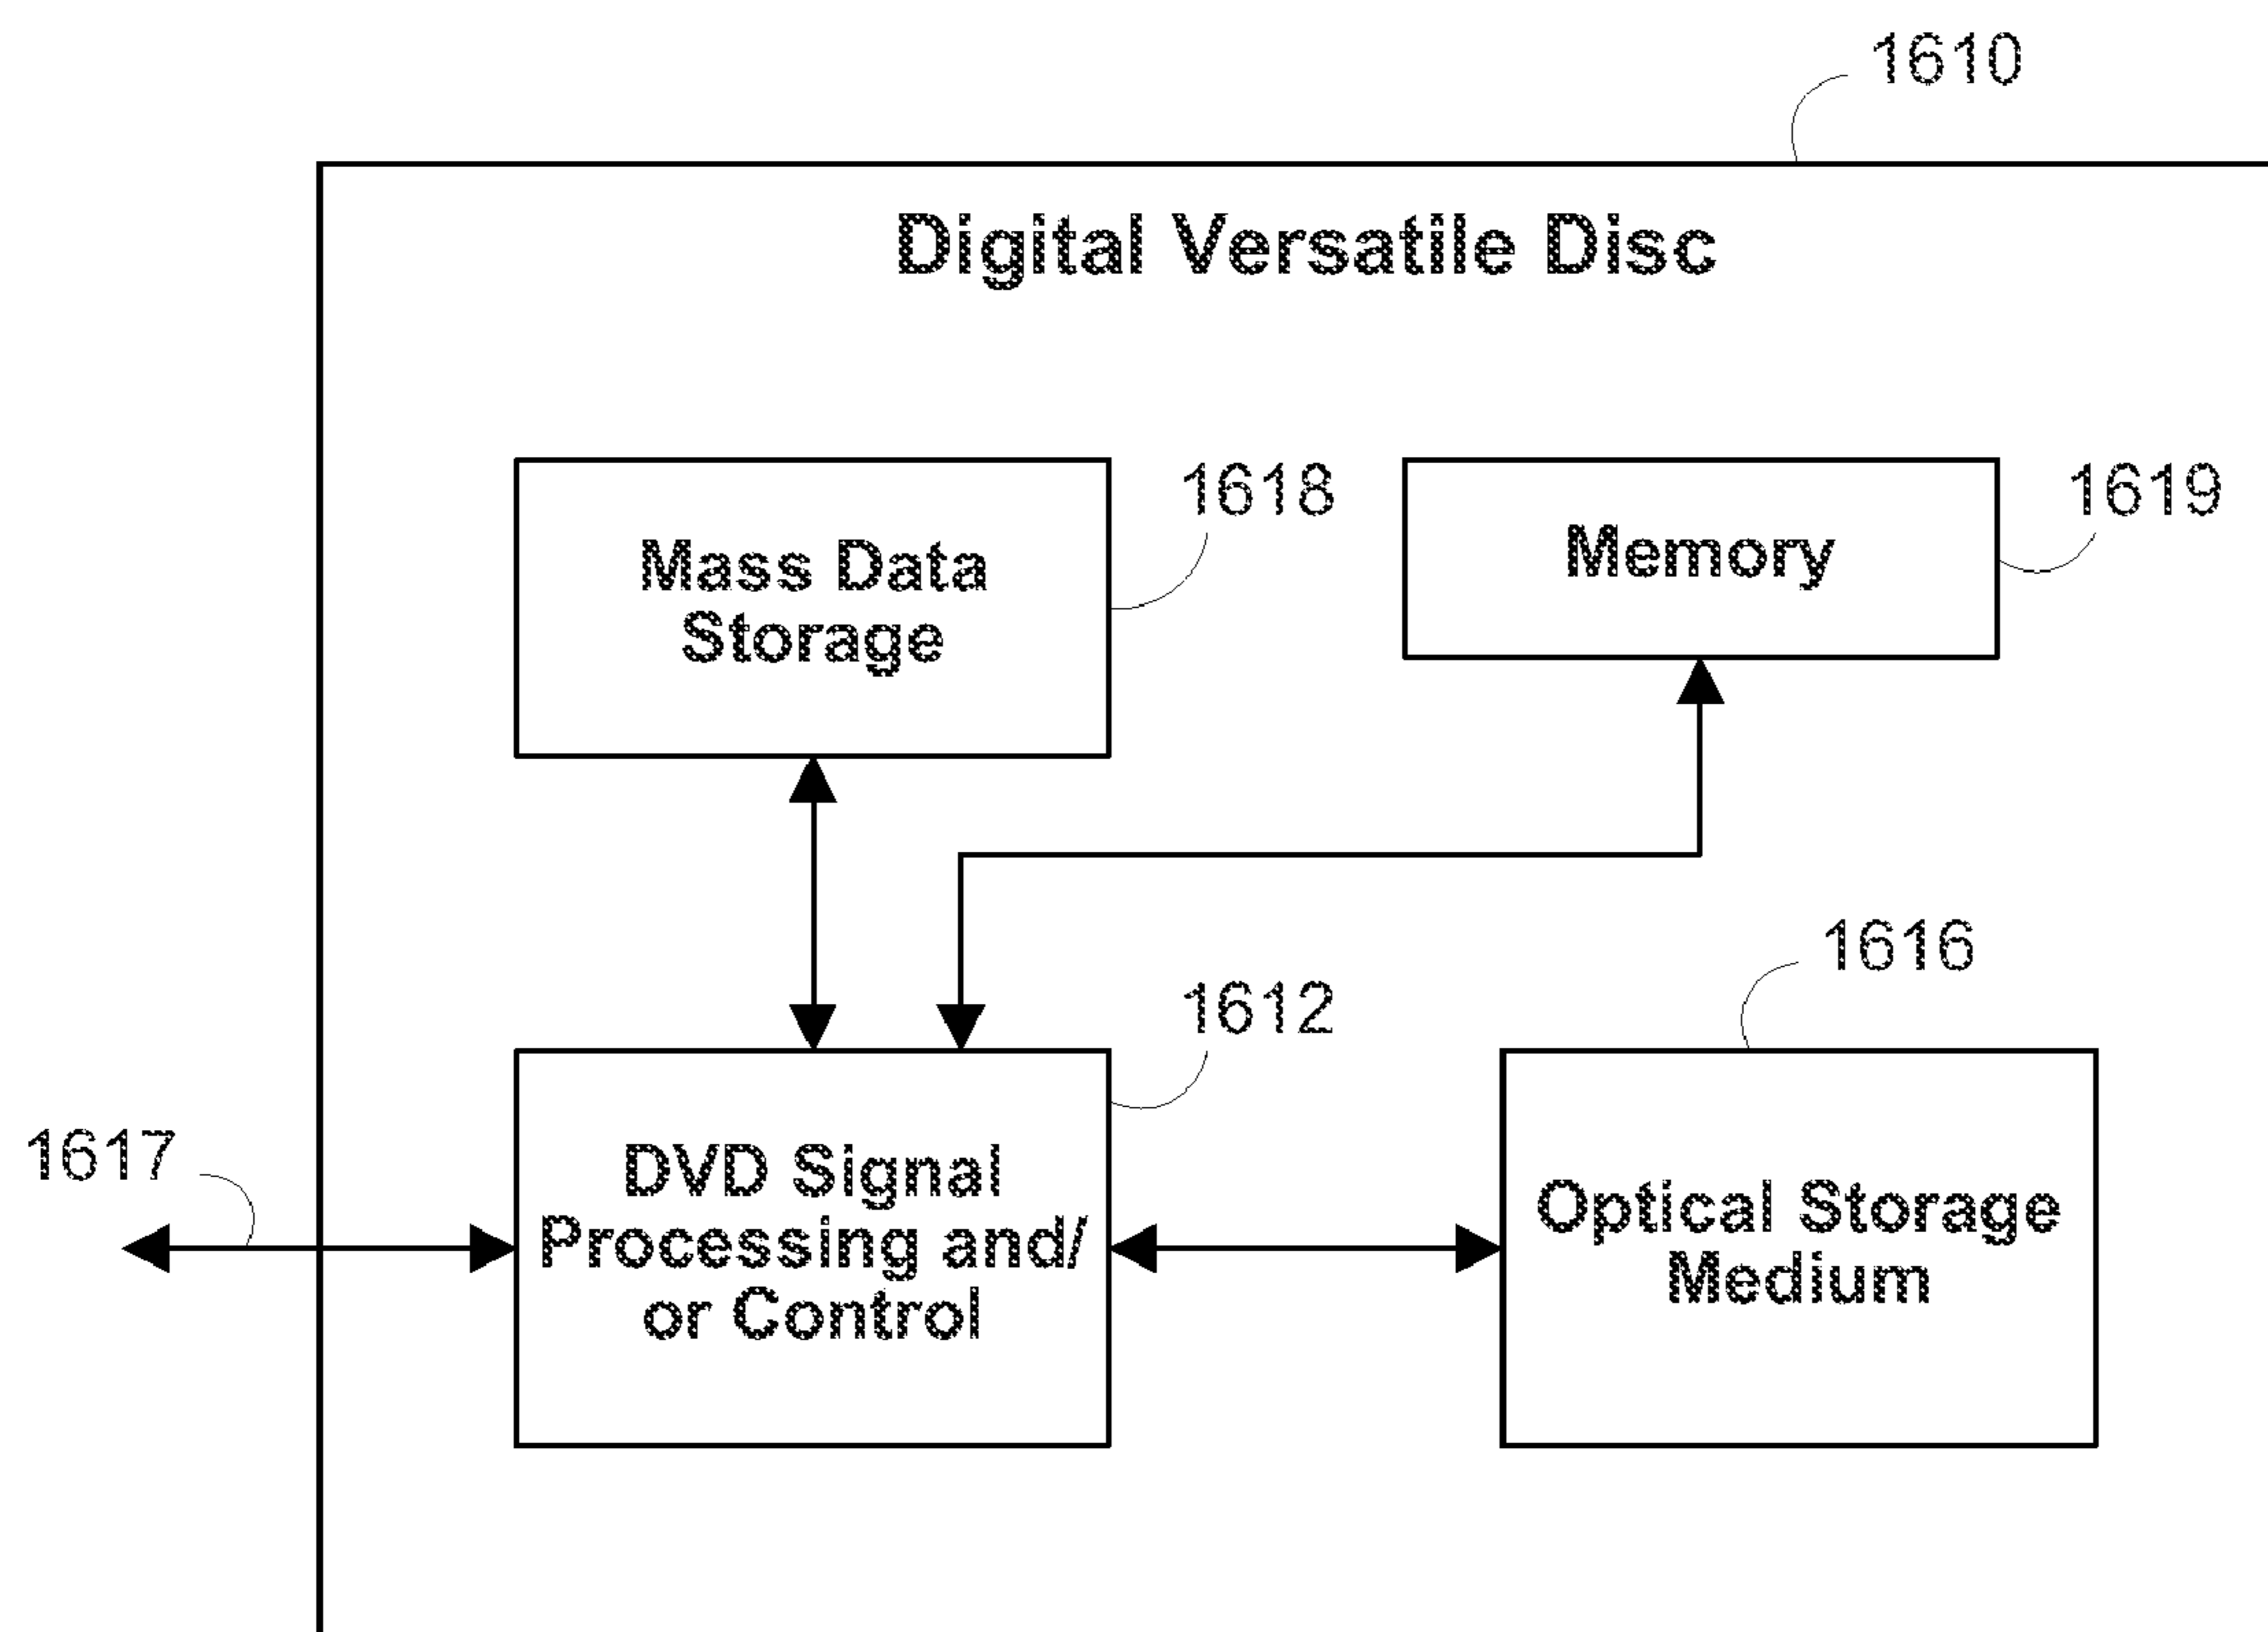 1610
Digital Versatile Disc
1618
1619
Mass Data
Storage
Memory
1616
1612
1617
DVD Signal
Processing and/
or Control
Optical Storage
Medium